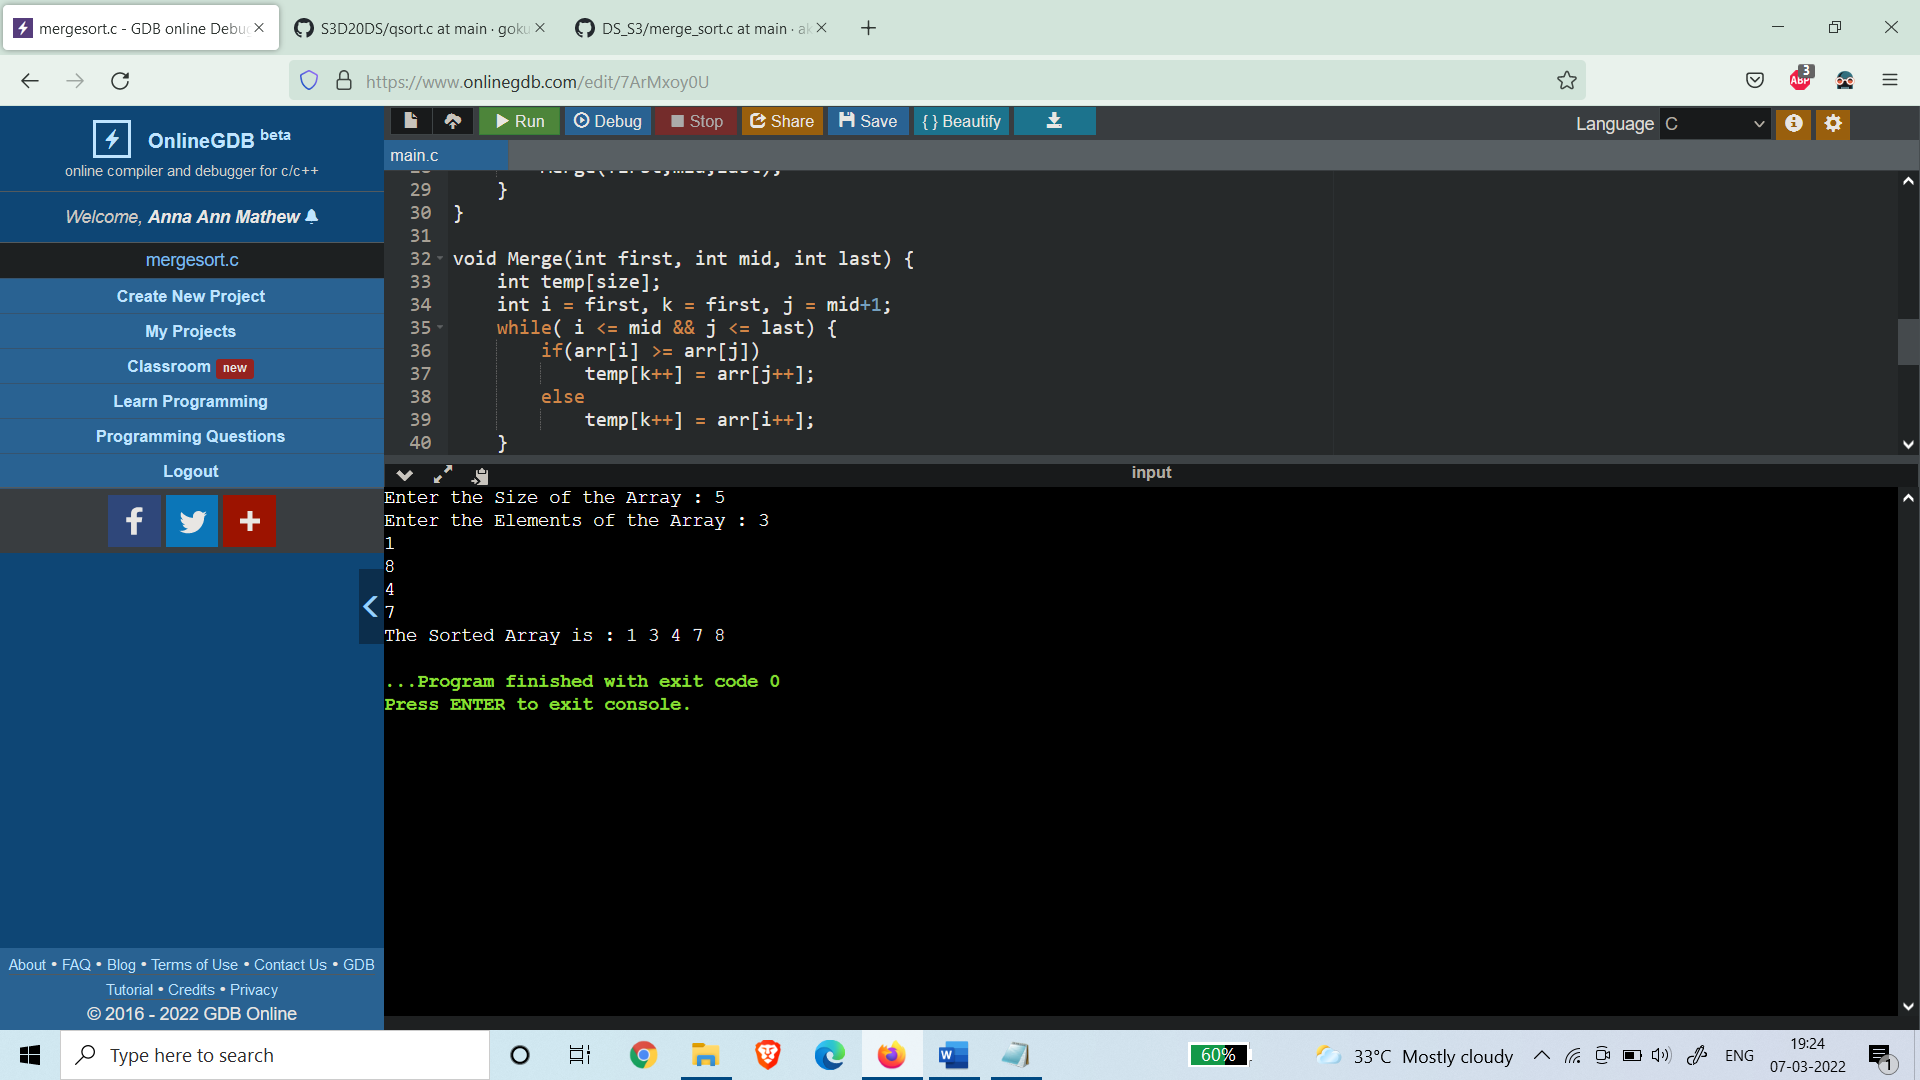 mergesort.c - GDB online Debug
S3D20DS/qsort.c at main · goku
DS_S3/merge_sort.c at main · ak
https://www.onlinegdb.com/edit/7ArMxoy0U
ABP
3
OnlineGDB beta
online compiler and debugger for c/c++
Welcome, Anna Ann Mathew
mergesort.c
Create New Project
My Projects
Classroom new
Learn Programming
Programming Questions
Logout
About • FAQ • Blog • Terms of Use • Contact Us • GDB
Tutorial • Credits • Privacy
© 2016 - 2022 GDB Online
Run
Debug
Stop
Share
Save
{ } Beautify
Language C
main.c
29 }
30 }
31
32 void Merge(int first, int mid, int last) {
33 int temp[size];
34 int i = first, k = first, j = mid+1;
35 while( i <= mid && j <= last) {
36 if(arr[i] >= arr[j])
37 temp[k++] = arr[j++];
38 else
39 temp[k++] = arr[i++];
40 }
input
Enter the Size of the Array : 5
Enter the Elements of the Array : 3
1
8
4
7
The Sorted Array is : 1 3 4 7 8
...Program finished with exit code 0
Press ENTER to exit console.
Type here to search
60%
33°C Mostly cloudy
ENG
19:24
07-03-2022
1